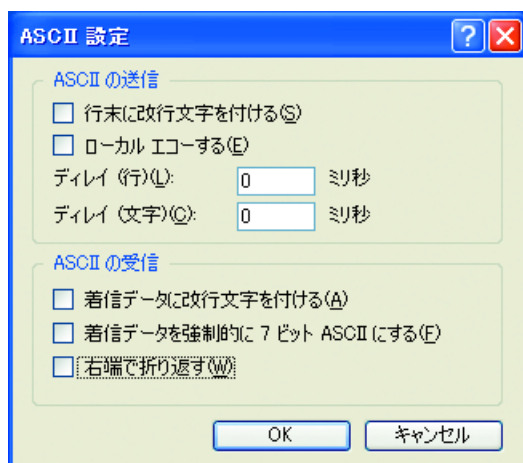 ASCII 設定
ASCII の送信
行末に改行文字を付ける(S)
ローカル エコーする(E)
ディレイ (行)(L): 0 ミリ秒
ディレイ (文字)(C): 0 ミリ秒
ASCII の受信
着信データに改行文字を付ける(A)
着信データを強制的に 7 ビット ASCII にする(F)
右端で折り返す(W)
OK キャンセル